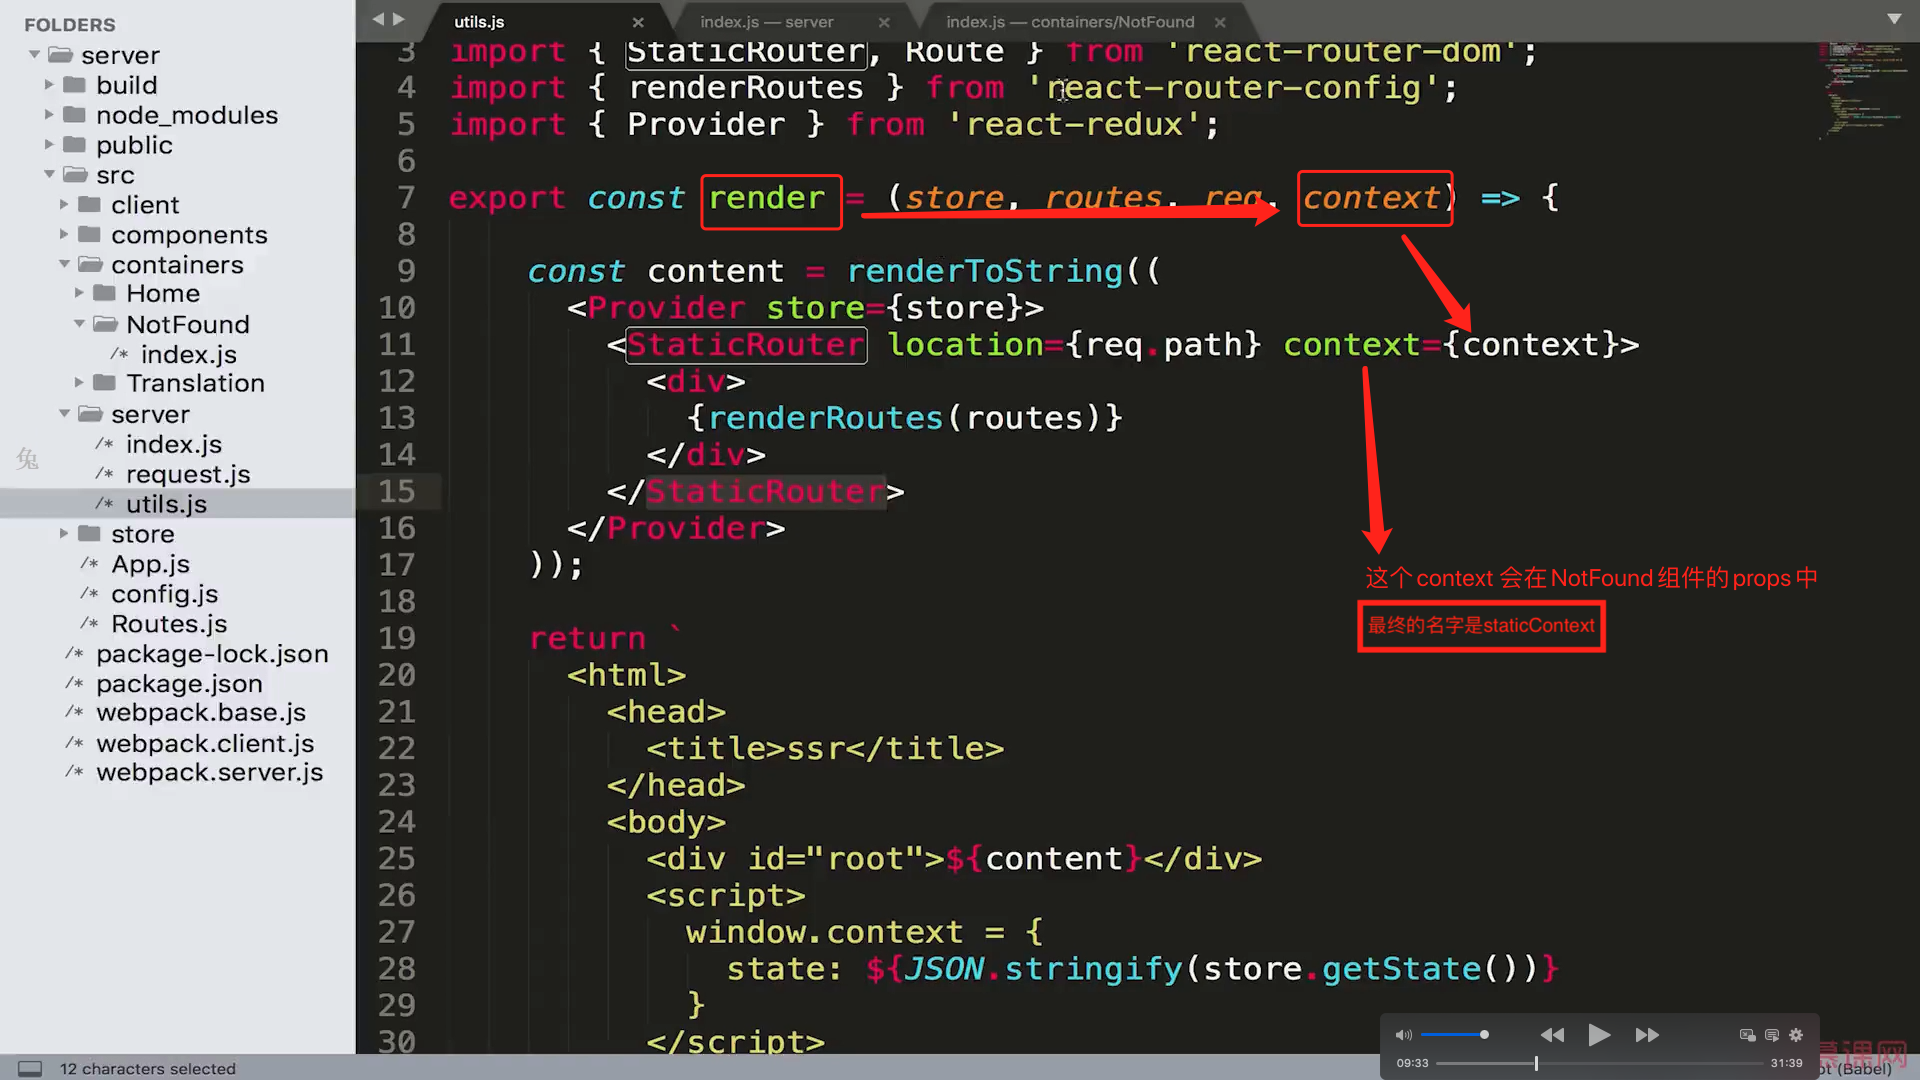 FOLDERS
server
build
node_modules
public
src
client
components
containers
Home
NotFound
/* index.js
Translation
server
/* index.js
/* request.js
/* utils.js
store
/* App.js
/* config.js
/* Routes.js
/* package-lock.json
/* package.json
/* webpack.base.js
/* webpack.client.js
/* webpack.server.js
兔
utils.js
index.js — server
index.js — containers/NotFound
3 import { StaticRouter, Route } from 'react-router-dom';
4 import { renderRoutes } from 'react-router-config';
5 import { Provider } from 'react-redux';
6
7 export const render = (store, routes, req, context) => {
8
9 const content = renderToString((
10 <Provider store={store}>
11 <StaticRouter location={req.path} context={context}>
12 <div>
13 {renderRoutes(routes)}
14 </div>
15 </StaticRouter>
16 </Provider>
17 ));
18
19 return `
20 <html>
21 <head>
22 <title>ssr</title>
23 </head>
24 <body>
25 <div id="root">${content}</div>
26 <script>
27 window.context = {
28 state: ${JSON.stringify(store.getState())}
29 }
30 </script>
这个 context 会在 NotFound 组件的 props 中
最终的名字是staticContext
09:33
31:39
12 characters selected
慕课网
(Babel)